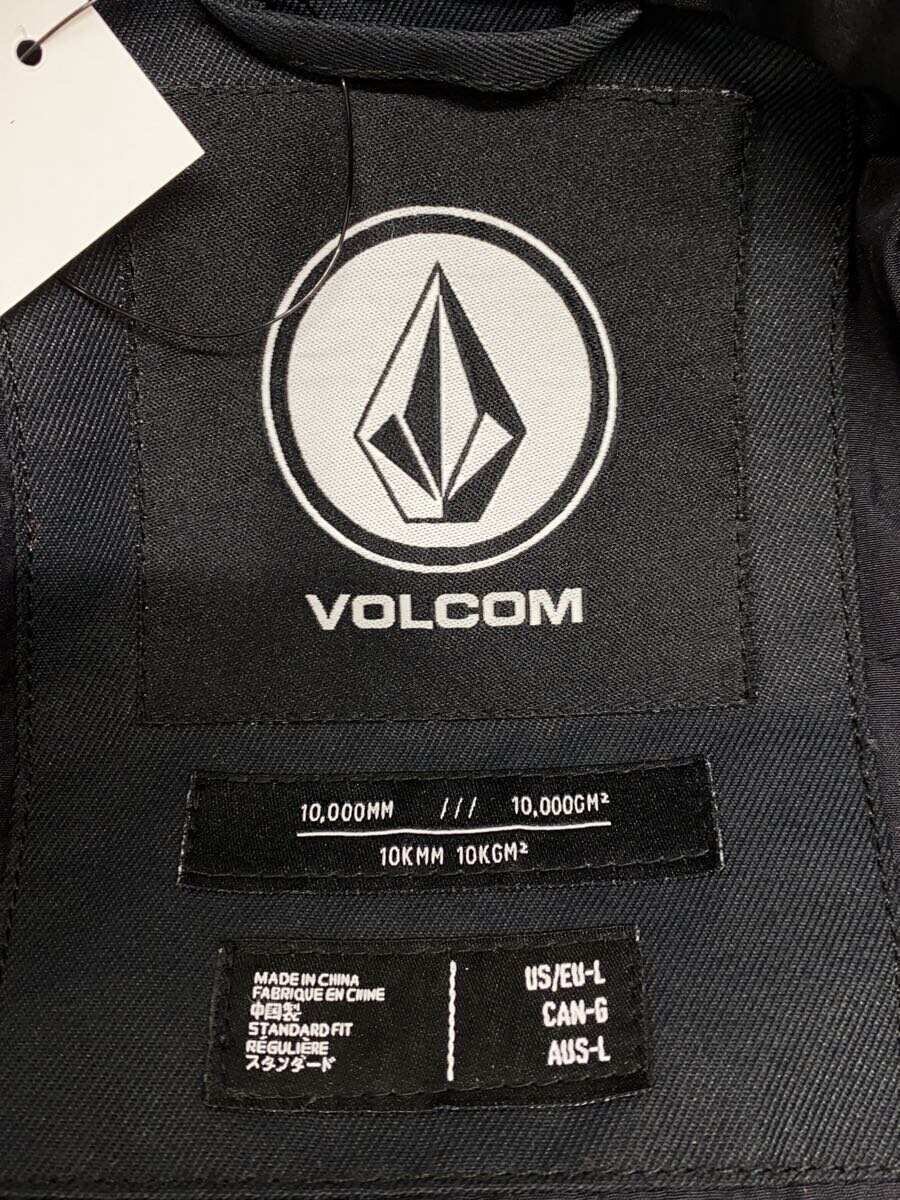 VOLCOM
10,000MM /// 10,000GM²
10KMM 10KGM²
MADE IN CHINA
FABRIQUE EN CHINE
中国製
STANDARD FIT
RÉGULIÈRE
スタンダード
US/EU-L
CAN-G
AUS-L